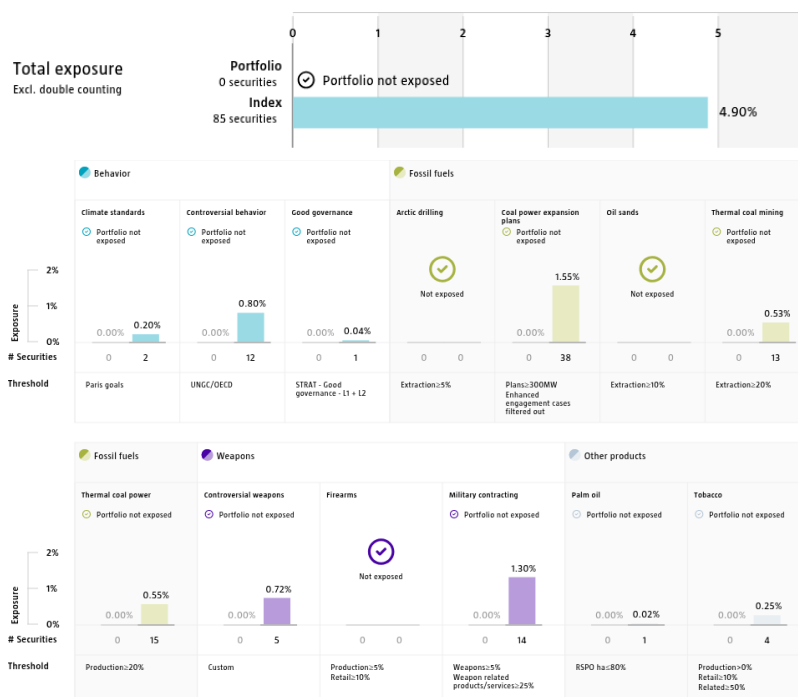 0 1 2 3 4 5
Total exposure
Excl. double counting
Portfolio
0 securities
Portfolio not exposed
Index
85 securities
4.90%
Behavior
Fossil fuels
Climate standards
Portfolio not
exposed
Controversial behavior
Portfolio not
exposed
Good governance
Portfolio not
exposed
Arctic drilling
Not exposed
Coal power expansion
plans
Portfolio not
exposed
Oil sands
Not exposed
Thermal coal mining
Portfolio not
exposed
Exposure
2%
1%
0%
0.00% 0.20%
0.00% 0.80%
0.00% 0.04%
0.00% 1.55%
0.00% 0.53%
# Securities
0 2
0 12
0 1
0 0
0 38
0 0
0 13
Threshold
Paris goals
UNGC/OECD
STRAT - Good
governance - L1 + L2
Extraction≥5%
Plans≥300MW
Enhanced
engagement cases
filtered out
Extraction≥10%
Extraction≥20%
Fossil fuels
Weapons
Other products
Thermal coal power
Portfolio not exposed
Controversial weapons
Portfolio not exposed
Firearms
Not exposed
Military contracting
Portfolio not exposed
Palm oil
Portfolio not exposed
Tobacco
Portfolio not exposed
Exposure
2%
1%
0%
0.00% 0.55%
0.00% 0.72%
0.00% 1.30%
0.00% 0.02%
0.00% 0.25%
# Securities
0 15
0 5
0 0
0 14
0 1
0 4
Threshold
Production≥20%
Custom
Production≥5%
Retail≥10%
Weapons≥5%
Weapon related
products/services≥25%
RSPO ha≤80%
Production>0%
Retail≥10%
Related≥50%